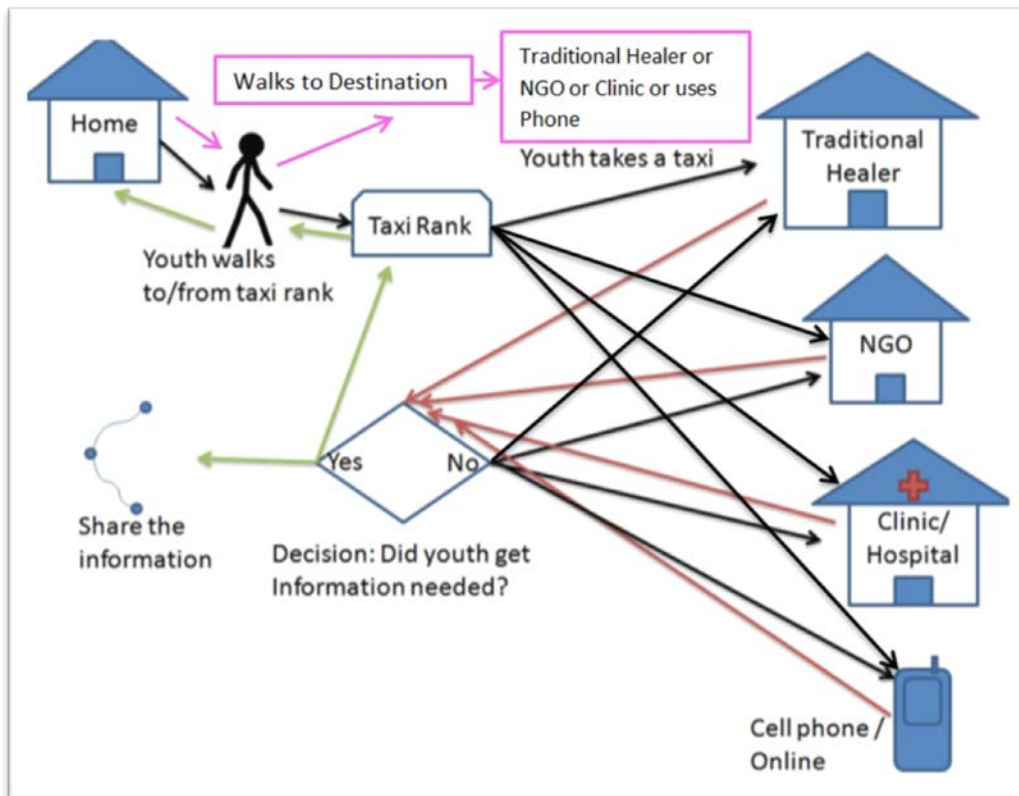 Home
Walks to Destination
Traditional Healer or
NGO or Clinic or uses
Phone
Youth takes a taxi
Traditional
Healer
Taxi Rank
Youth walks
to/from taxi rank
NGO
Yes
No
Share the
information
Decision: Did youth get
Information needed?
Clinic/
Hospital
Cell phone /
Online